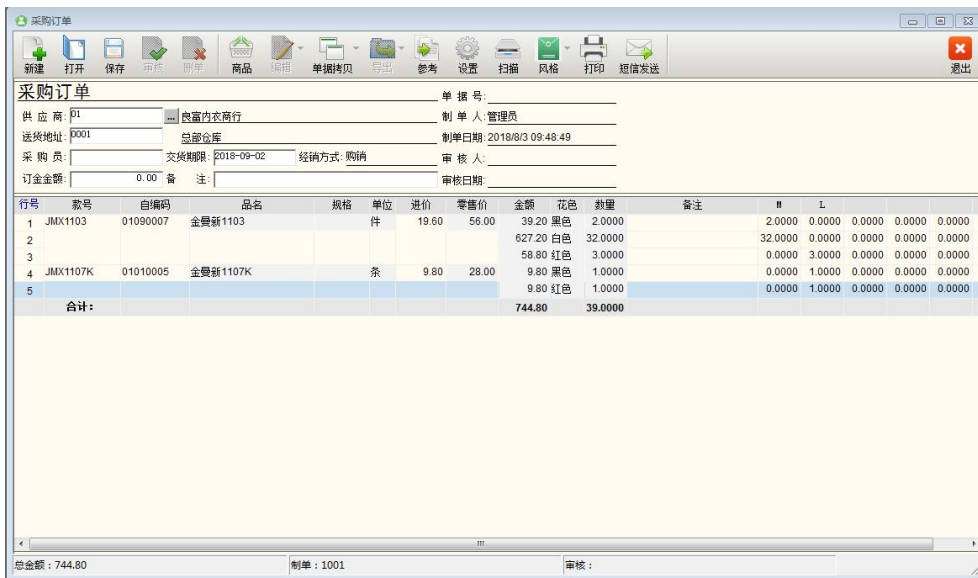 采购订单
新建 打开 保存 审核 删单 商品 编辑 单据拷贝 导出 参考 设置 扫描 风格 打印 短信发送 退出
采购订单 单 据 号:
供 应 商: 01 ... 良富内衣商行 制 单 人: 管理员
送货地址: 0001 总部仓库 制单日期: 2018/8/3 09:48:49
采 购 员: 交货期限: 2018-09-02 经销方式: 购销 审 核 人:
订金金额: 0.00 备 注: 审核日期:
行号 款号 自编码 品名 规格 单位 进价 零售价 金额 花色 数量 备注 M L
1 JMX1103 01090007 金曼新1103 件 19.60 56.00 39.20 黑色 2.0000 2.0000 0.0000 0.0000 0.0000 0.0000
2 627.20 白色 32.0000 32.0000 0.0000 0.0000 0.0000 0.0000
3 58.80 红色 3.0000 0.0000 3.0000 0.0000 0.0000 0.0000
4 JMX1107K 01010005 金曼新1107K 条 9.80 28.00 9.80 黑色 1.0000 0.0000 1.0000 0.0000 0.0000 0.0000
5 9.80 红色 1.0000 0.0000 1.0000 0.0000 0.0000 0.0000
合计: 744.80 39.0000
总金额：744.80 制单：1001 审核：